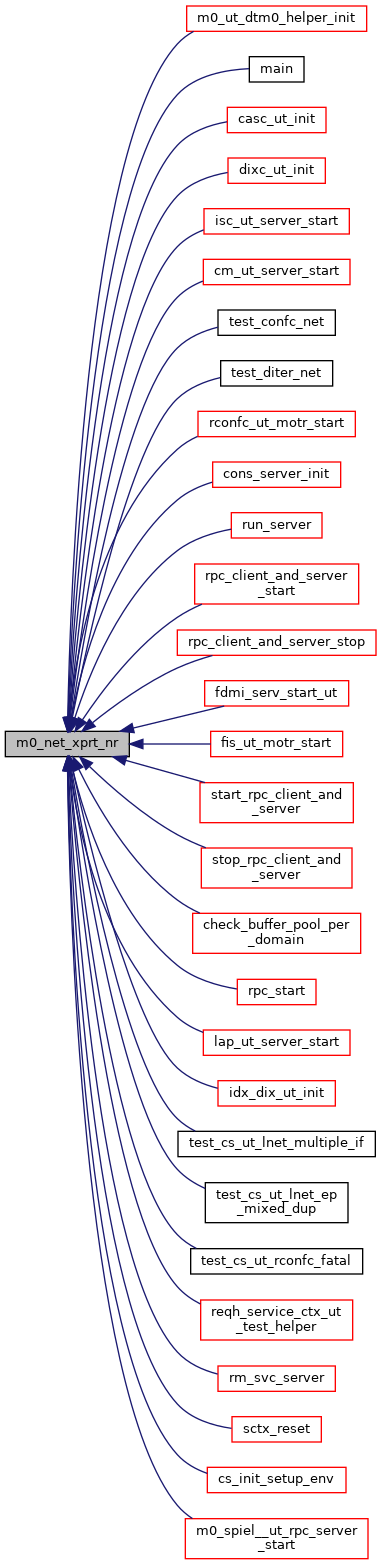 m0_ut_dtm0_helper_init
main
casc_ut_init
dixc_ut_init
isc_ut_server_start
cm_ut_server_start
test_confc_net
test_diter_net
rconfc_ut_motr_start
cons_server_init
run_server
rpc_client_and_server
_start
rpc_client_and_server_stop
fdmi_serv_start_ut
m0_net_xprt_nr
fis_ut_motr_start
start_rpc_client_and
_server
stop_rpc_client_and
_server
check_buffer_pool_per
_domain
rpc_start
lap_ut_server_start
idx_dix_ut_init
test_cs_ut_lnet_multiple_if
test_cs_ut_lnet_ep
_mixed_dup
test_cs_ut_rconfc_fatal
reqh_service_ctx_ut
_test_helper
rm_svc_server
sctx_reset
cs_init_setup_env
m0_spiel__ut_rpc_server
_start